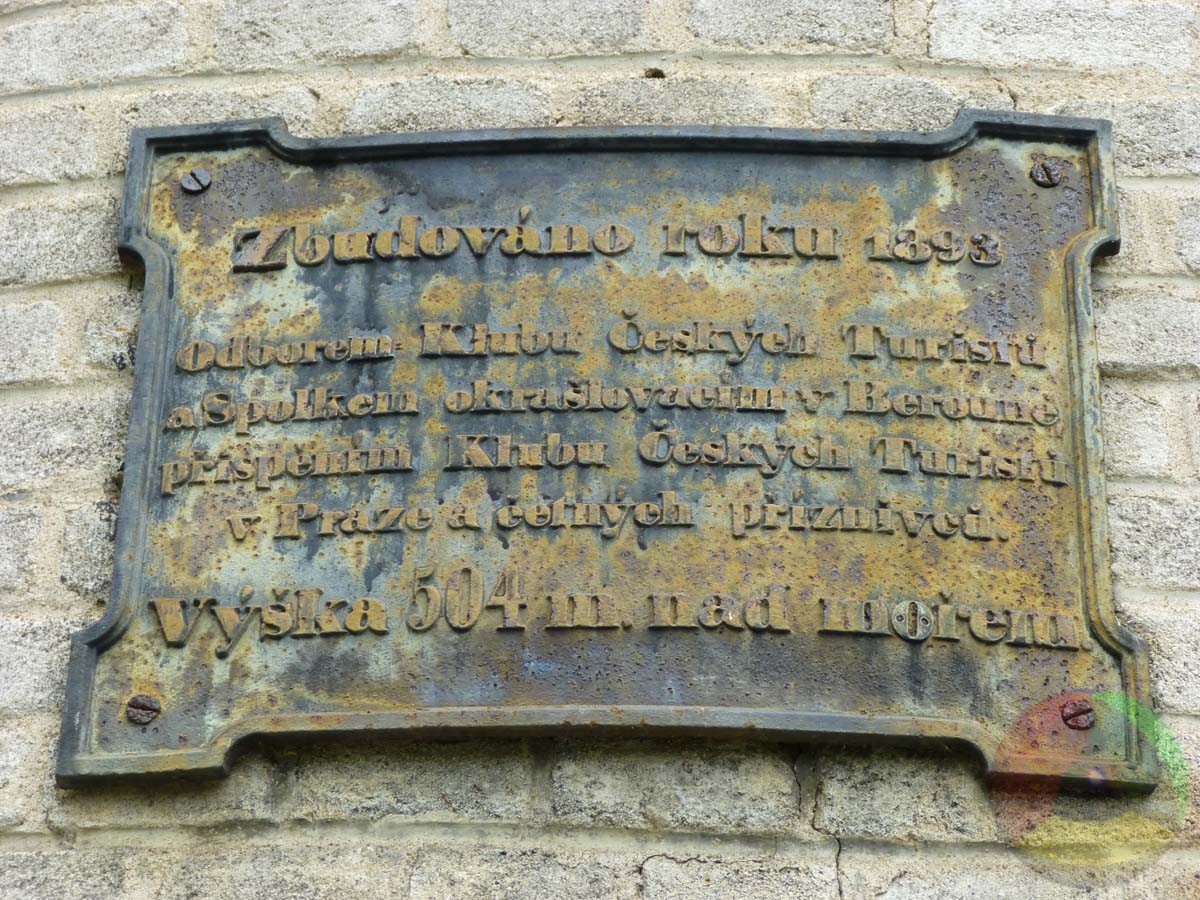 Zbudováno roku 1893
Odborem Klubu Českých Turistů
a Spolkem okrašlovacím v Berouně
přispěním Klubu Českých Turistů
v Praze a četných příznivců.
Výška 504 m. nad mořem